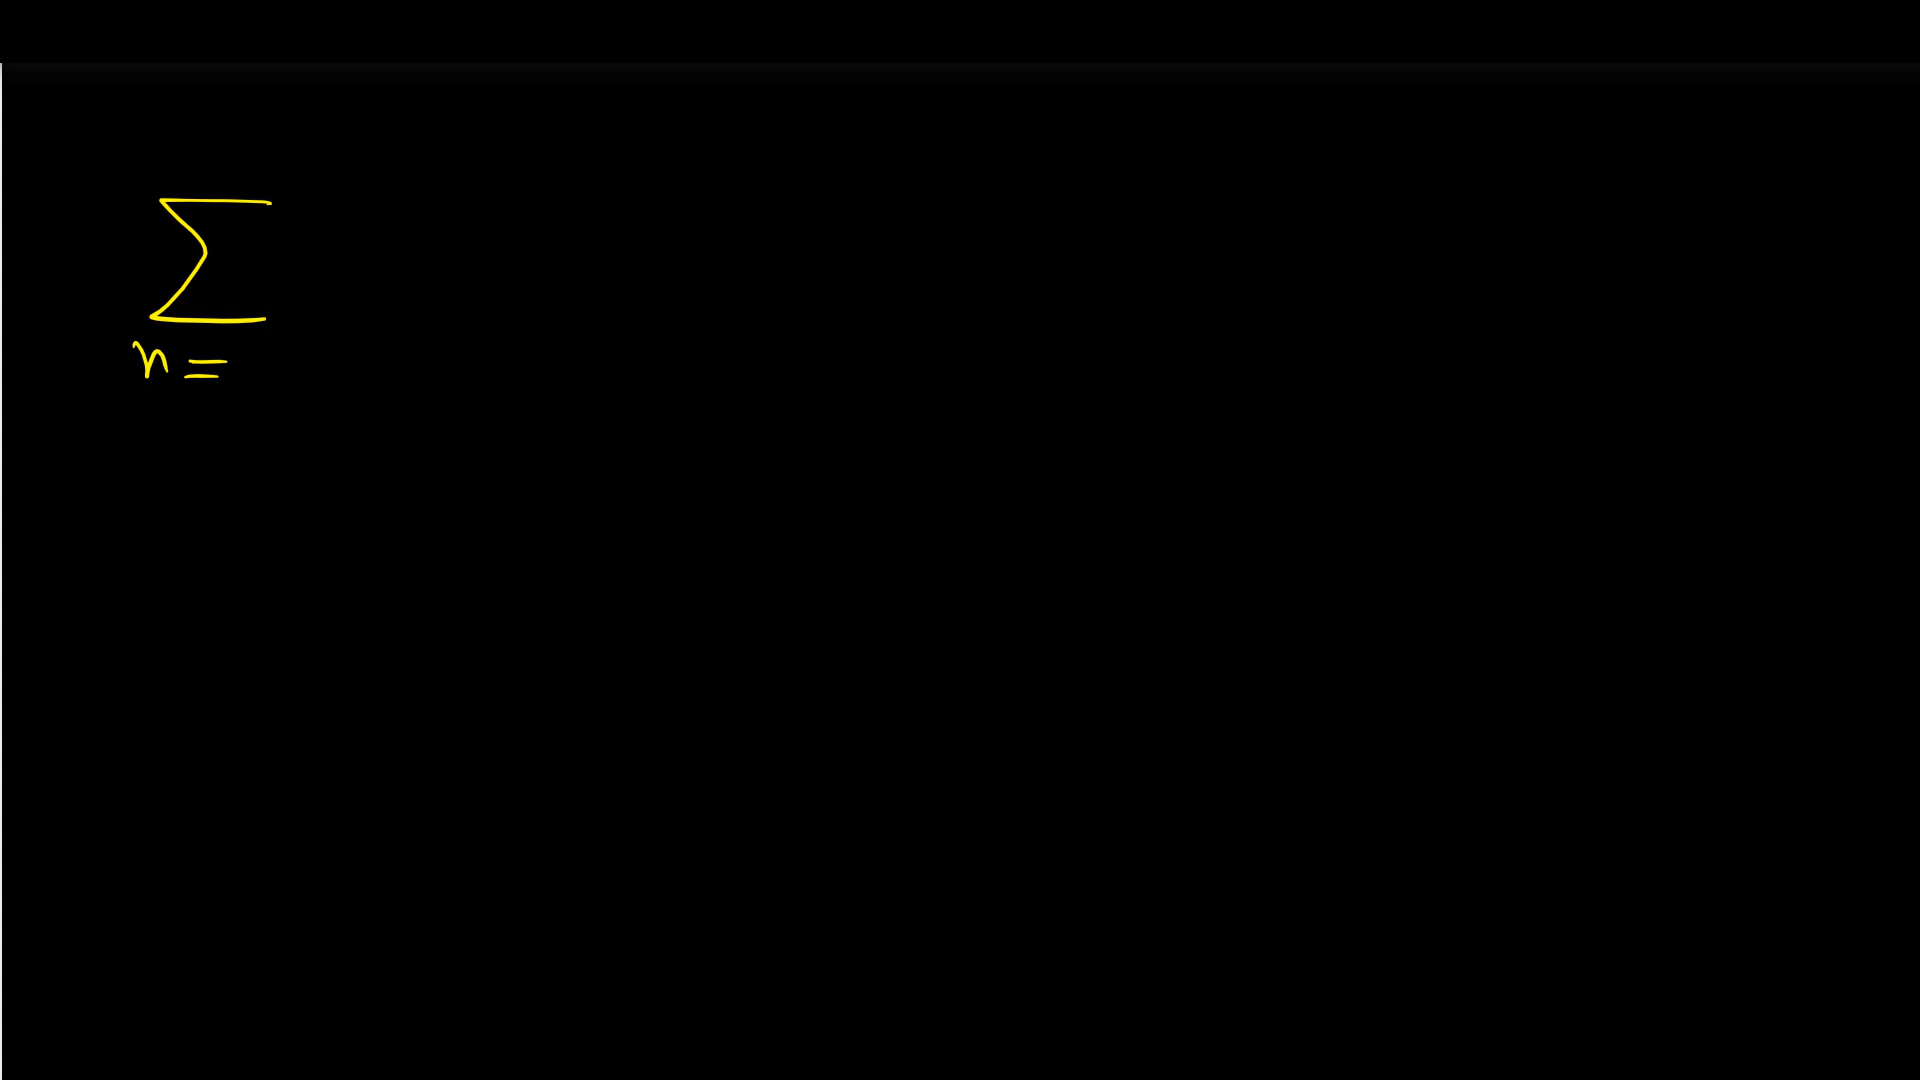 ∑
n =